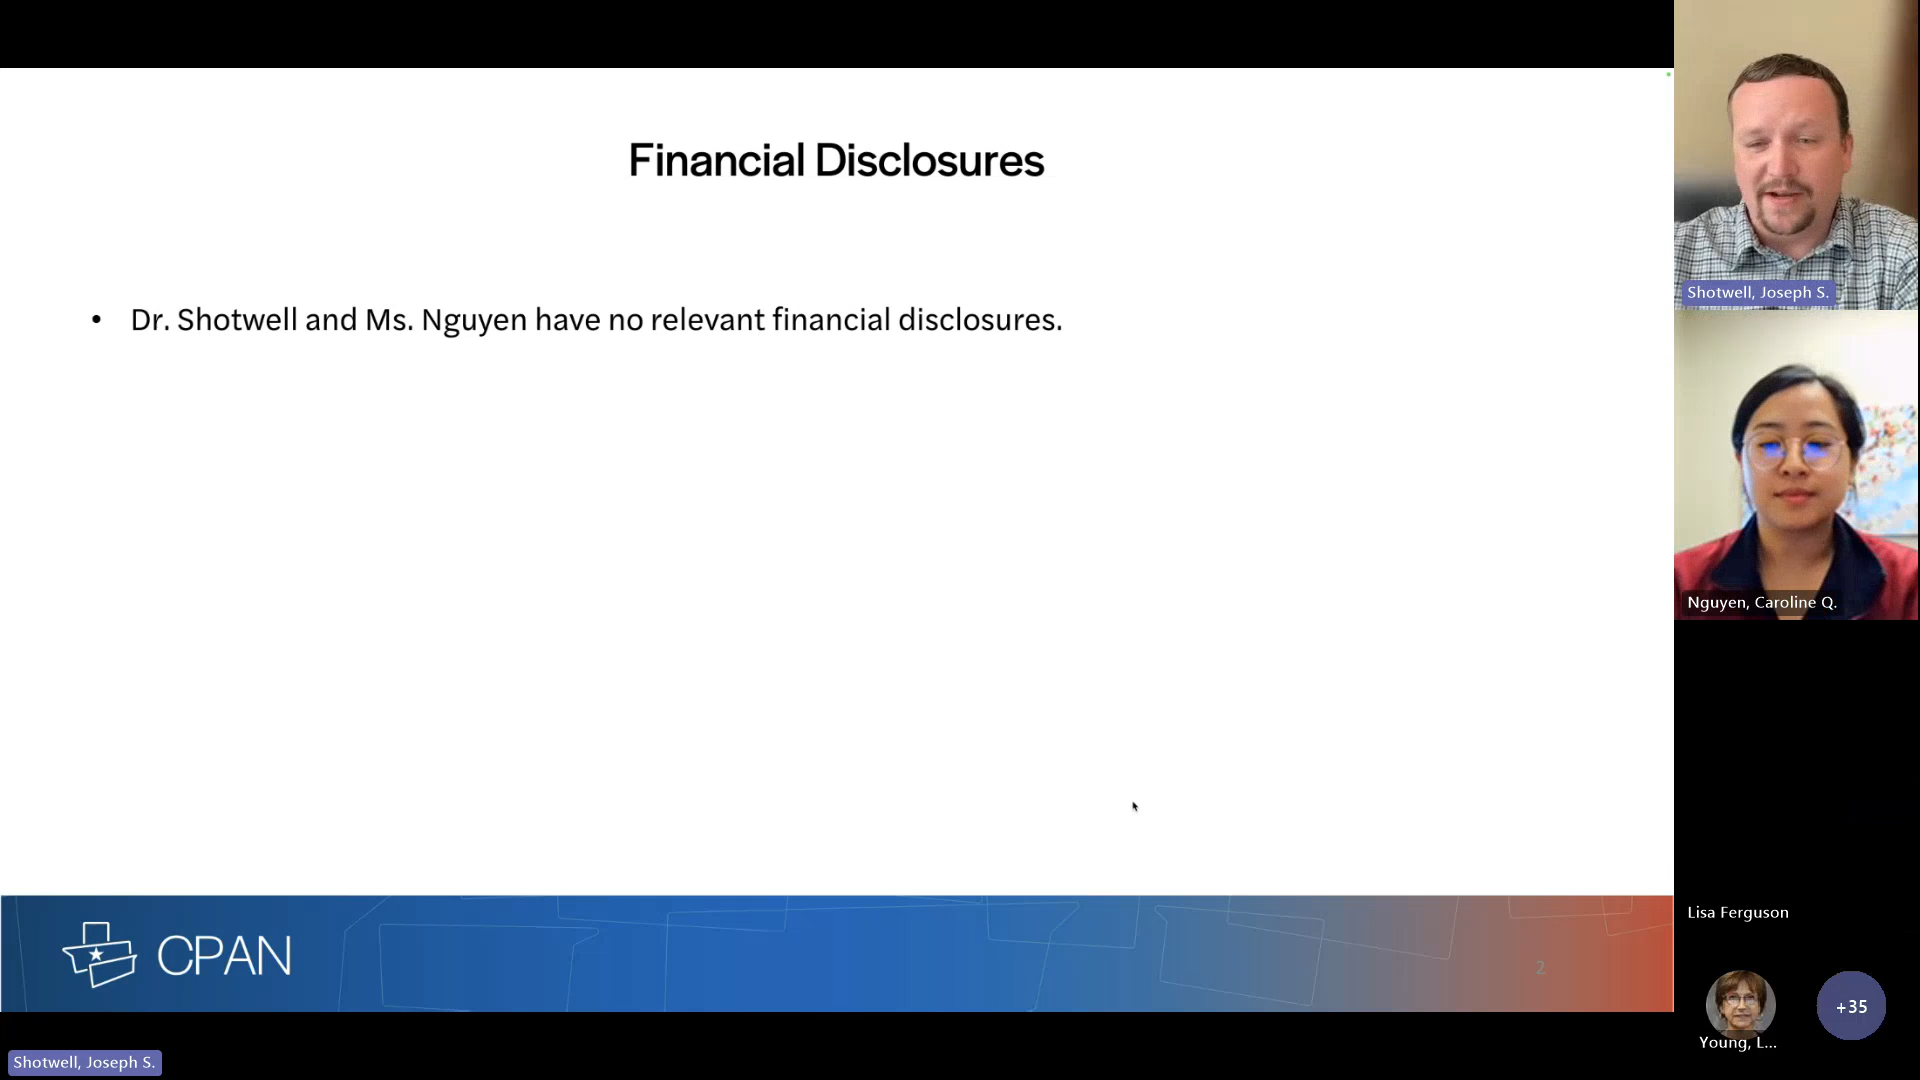 Financial Disclosures
• Dr. Shotwell and Ms. Nguyen have no relevant financial disclosures.
CPAN
2
Shotwell, Joseph S.
Shotwell, Joseph S.
Nguyen, Caroline Q.
Lisa Ferguson
Young, L...
+35